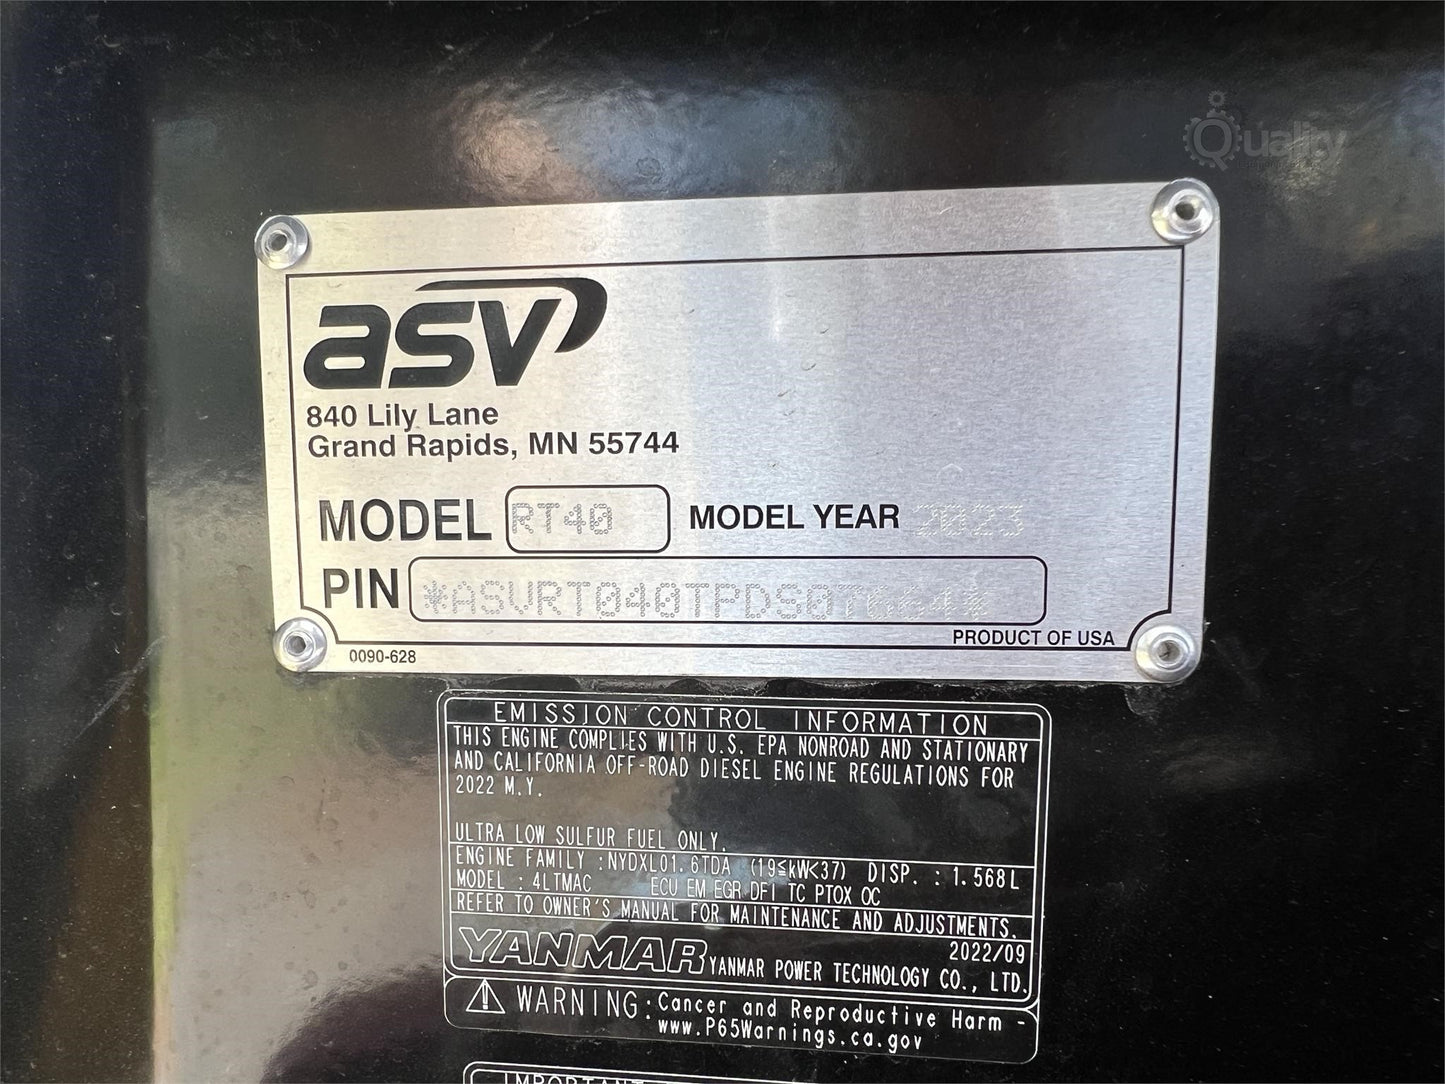 Quality
asv
840 Lily Lane
Grand Rapids, MN 55744
MODEL RT40 MODEL YEAR 2023
PIN
PRODUCT OF USA
0090-628
EMISSION CONTROL INFORMATION
THIS ENGINE COMPLIES WITH U.S. EPA NONROAD AND STATIONARY
AND CALIFORNIA OFF-ROAD DIESEL ENGINE REGULATIONS FOR
2022 M.Y.
ULTRA LOW SULFUR FUEL ONLY.
ENGINE FAMILY :NYDXL01.6TDA (19≤kW<37) DISP. : 1.568L
MODEL : 4LTMAC ECU EM EGR DFI TC PTOX OC
REFER TO OWNER'S MANUAL FOR MAINTENANCE AND ADJUSTMENTS.
2022/09
YANMAR YANMAR POWER TECHNOLOGY CO., LTD.
WARNING:Cancer and Reproductive Harm -
www.P65Warnings.ca.gov
IMPORTANT